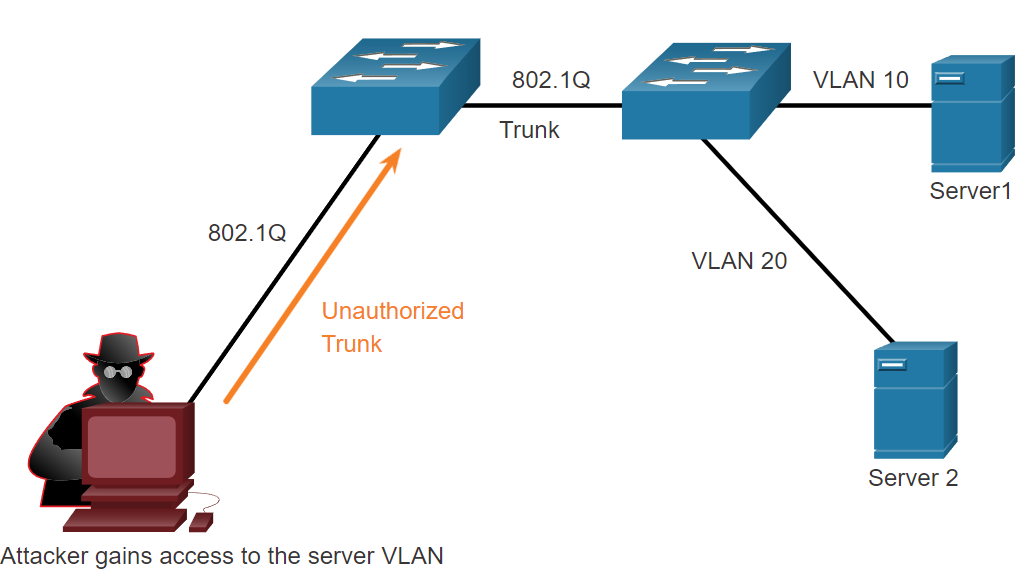 802.1Q
Trunk
VLAN 10
Server1
802.1Q
VLAN 20
Unauthorized
Trunk
Server 2
Attacker gains access to the server VLAN